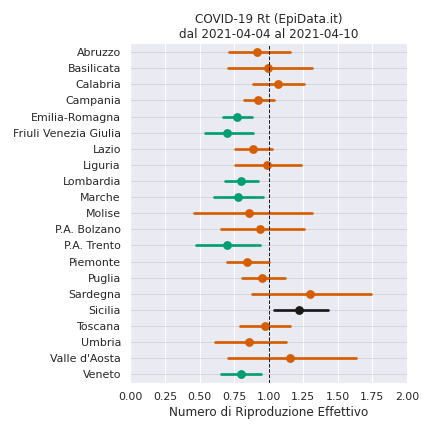 COVID-19 Rt (EpiData.it)
dal 2021-04-04 al 2021-04-10
Abruzzo
Basilicata
Calabria
Campania
Emilia-Romagna
Friuli Venezia Giulia
Lazio
Liguria
Lombardia
Marche
Molise
P.A. Bolzano
P.A. Trento
Piemonte
Puglia
Sardegna
Sicilia
Toscana
Umbria
Valle d'Aosta
Veneto
0.00 0.25 0.50 0.75 1.00 1.25 1.50 1.75 2.00
Numero di Riproduzione Effettivo